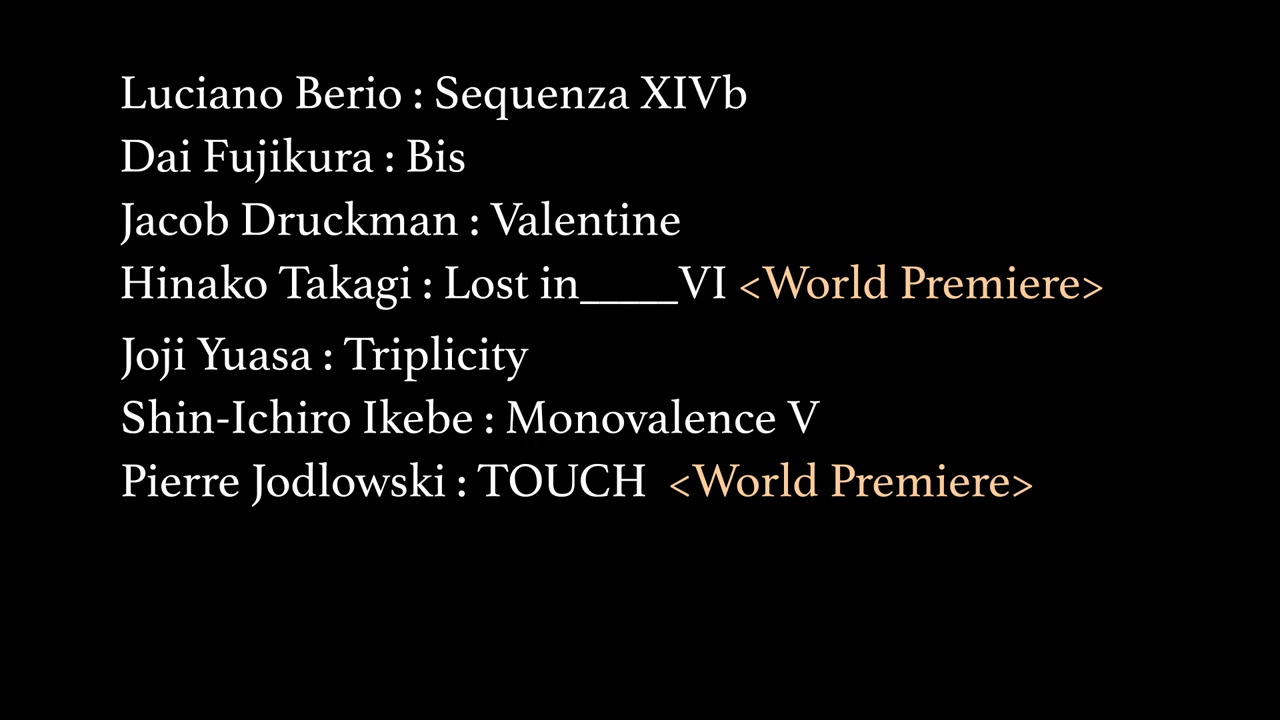 Luciano Berio : Sequenza XIVb
Dai Fujikura : Bis
Jacob Druckman : Valentine
Hinako Takagi : Lost in_____VI <World Premiere>
Joji Yuasa : Triplicity
Shin-Ichiro Ikebe : Monovalence V
Pierre Jodlowski : TOUCH <World Premiere>